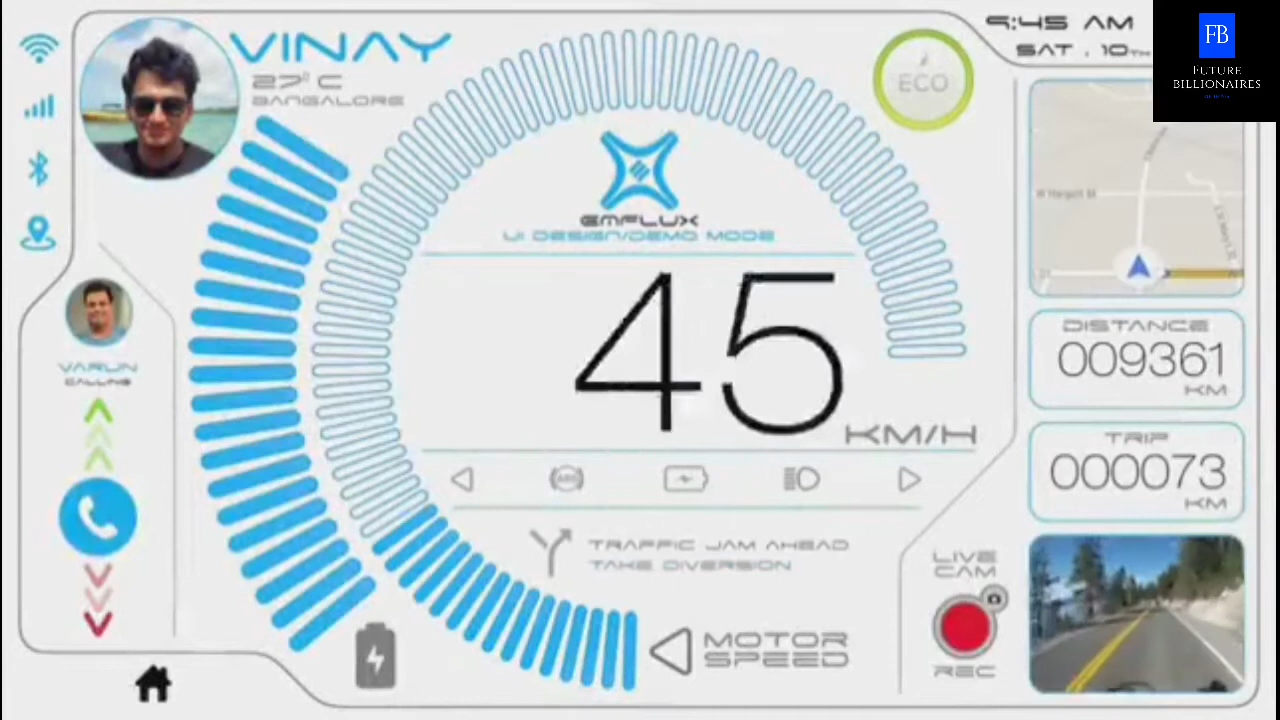 VINAY
27° C
BANGALORE
ECO
9:45 AM
SAT . 10TH
FB
FUTURE
BILLIONAIRES
EMFLUX
UI DESIGN/DEMO MODE
45
KM/H
VARUN
CALLING
DISTANCE
009361
KM
TRIP
000073
KM
ABS
TRAFFIC JAM AHEAD
TAKE DIVERSION
LIVE
CAM
REC
MOTOR
SPEED